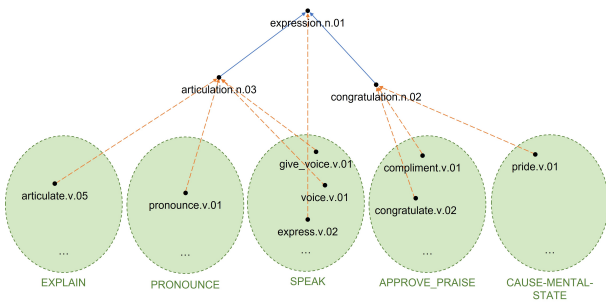 expression.n.01
articulation.n.03
congratulation.n.02
give_voice.v.01
compliment.v.01
pride.v.01
articulate.v.05
voice.v.01
pronounce.v.01
congratulate.v.02
express.v.02
... ... ... ... ...
EXPLAIN PRONOUNCE SPEAK APPROVE_PRAISE CAUSE-MENTAL-
STATE